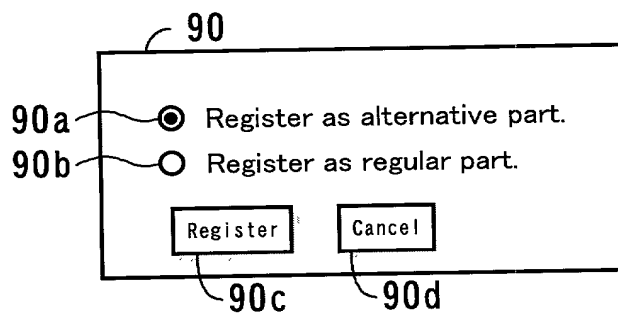 90
90a Register as alternative part.
90b Register as regular part.
Register Cancel
90c 90d